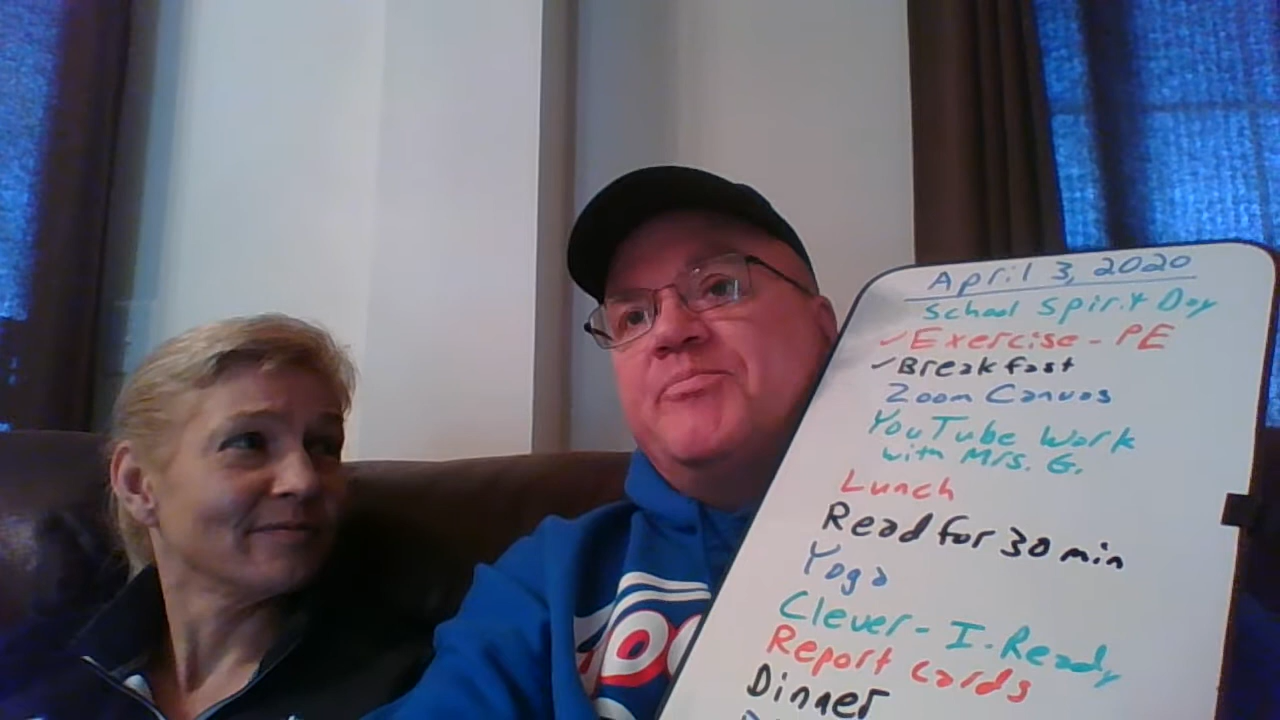 April 3, 2020
School Spirit Day
✓ Exercise - PE
✓ Breakfast
Zoom Canvas
YouTube Work
with Mrs. G.
Lunch
Read for 30 min
Yoga
Clever - I-Ready
Report Cards
Dinner